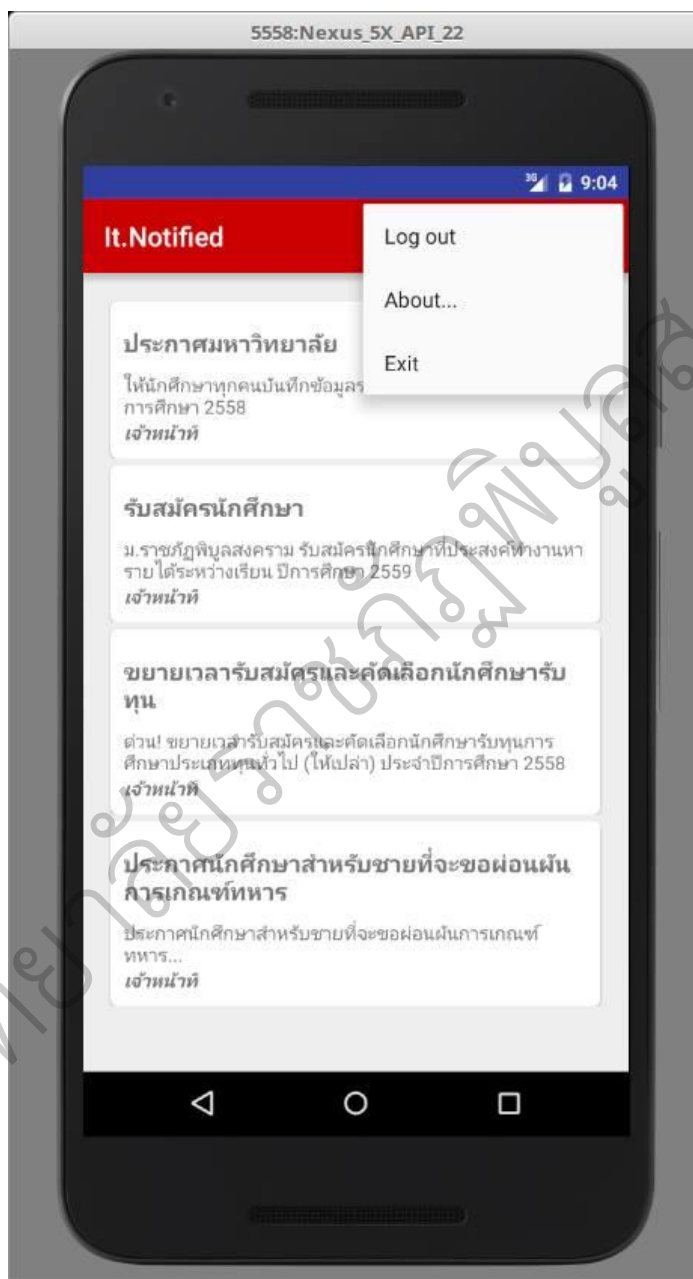 5558:Nexus_5X_API_22
3G 9:04
It.Notified
Log out
About...
Exit
ประกาศมหาวิทยาลัย
ให้นักศึกษาทุกคนบันทึกข้อมูล
การศึกษา 2558
เจ้าหน้าที่
รับสมัครนักศึกษา
ม.ราชภัฏพิบูลสงคราม รับสมัครนักศึกษาที่ประสงค์ทำงานหา
รายได้ระหว่างเรียน ปีการศึกษา 2559
เจ้าหน้าที่
ขยายเวลารับสมัครและคัดเลือกนักศึกษารับ
ทุน
ด่วน! ขยายเวลารับสมัครและคัดเลือกนักศึกษารับทุนการ
ศึกษาประเภททุนทั่วไป (ให้เปล่า) ประจำปีการศึกษา 2558
เจ้าหน้าที่
ประกาศนักศึกษาสำหรับชายที่จะขอผ่อนผัน
การเกณฑ์ทหาร
ประกาศนักศึกษาสำหรับชายที่จะขอผ่อนผันการเกณฑ์
ทหาร...
เจ้าหน้าที่